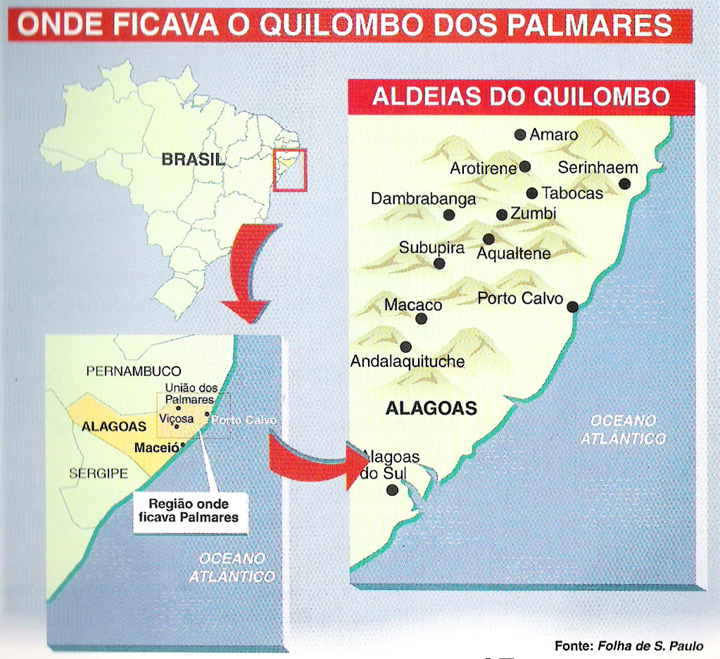 ONDE FICAVA O QUILOMBO DOS PALMARES
BRASIL
ALDEIAS DO QUILOMBO
Amaro
Arotirene
Serinhaem
Tabocas
Dambrabanga
Zumbi
Subupira
Aqualtene
Macaco
Porto Calvo
Andalaquituche
ALAGOAS
OCEANO
ATLÂNTICO
Alagoas
do Sul
PERNAMBUCO
União dos
Palmares
Viçosa
Porto Calvo
ALAGOAS
Maceió
SERGIPE
Região onde
ficava Palmares
OCEANO
ATLÂNTICO
Fonte: Folha de S. Paulo